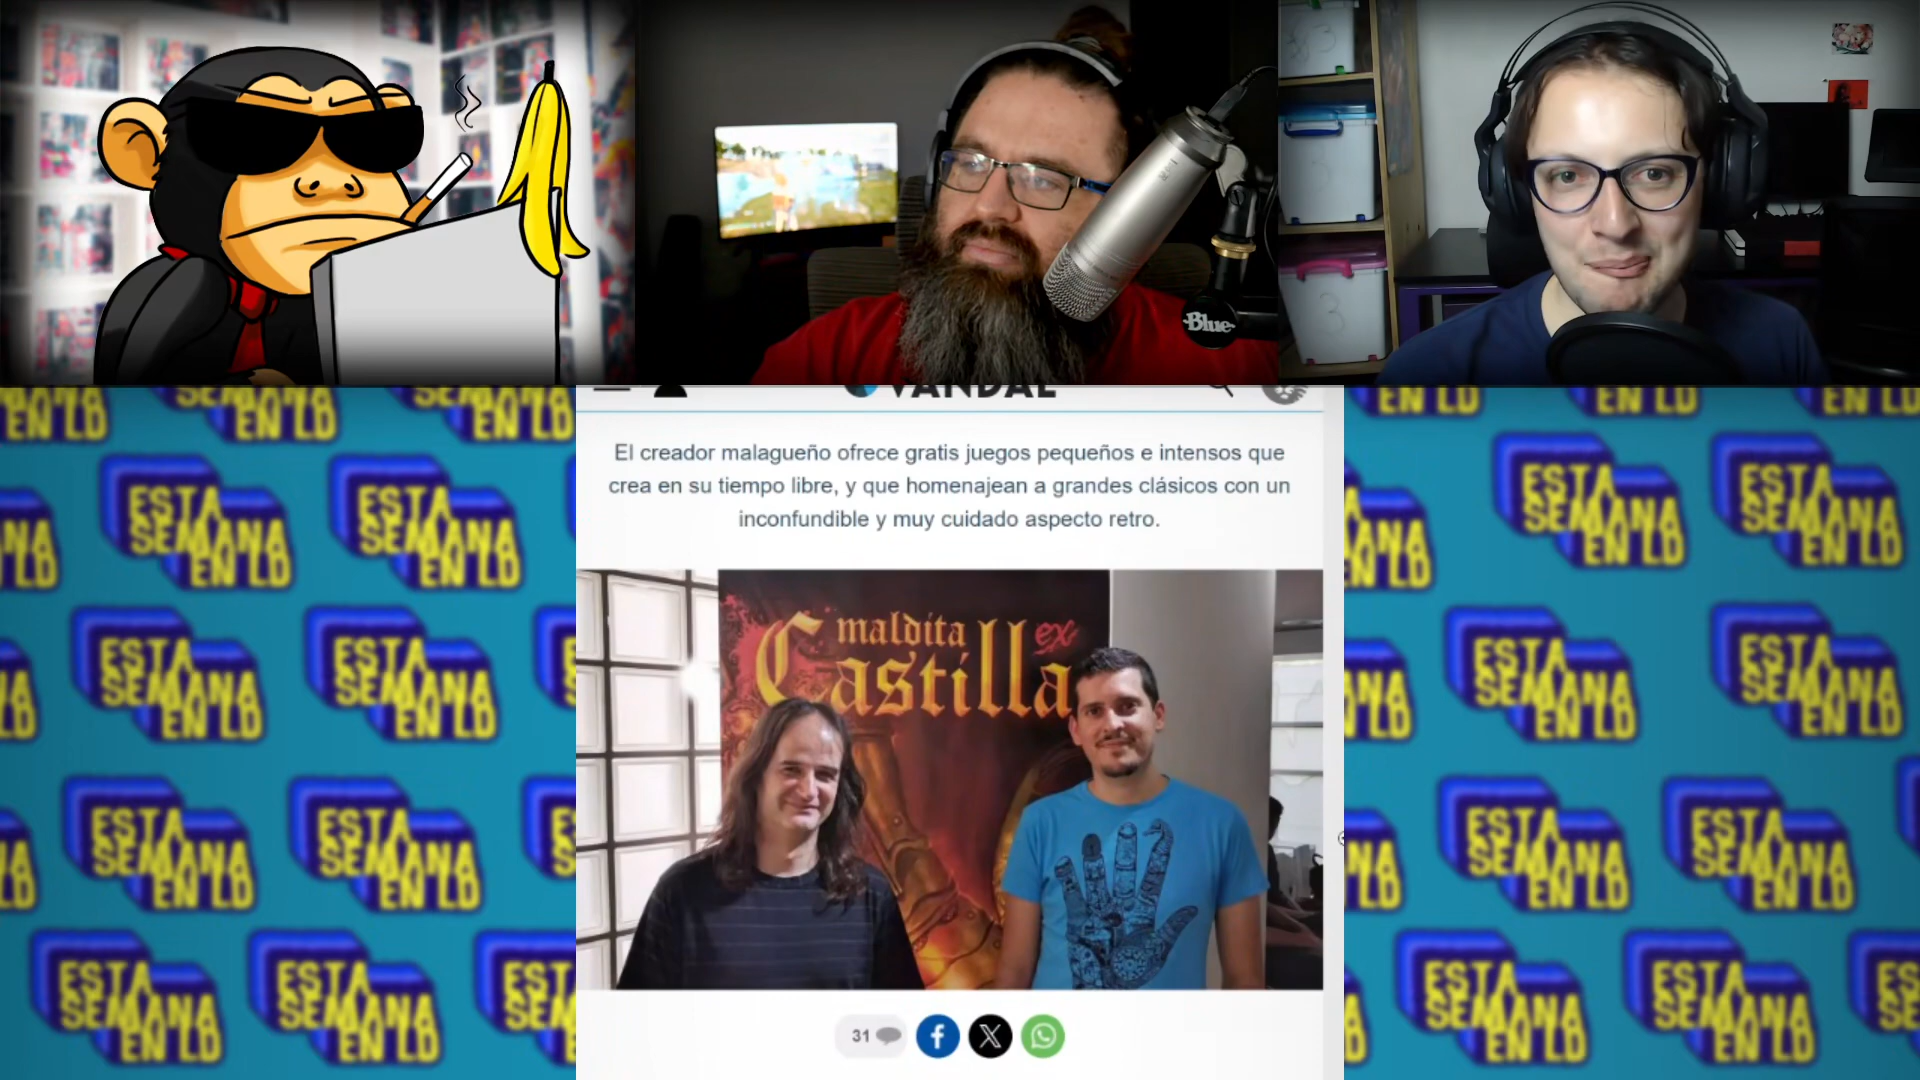 Blue
VANDAL
El creador malagueño ofrece gratis juegos pequeños e intensos que
crea en su tiempo libre, y que homenajean a grandes clásicos con un
inconfundible y muy cuidado aspecto retro.
maldita ex
Castilla
31
ESTA
SEMANA
EN LD